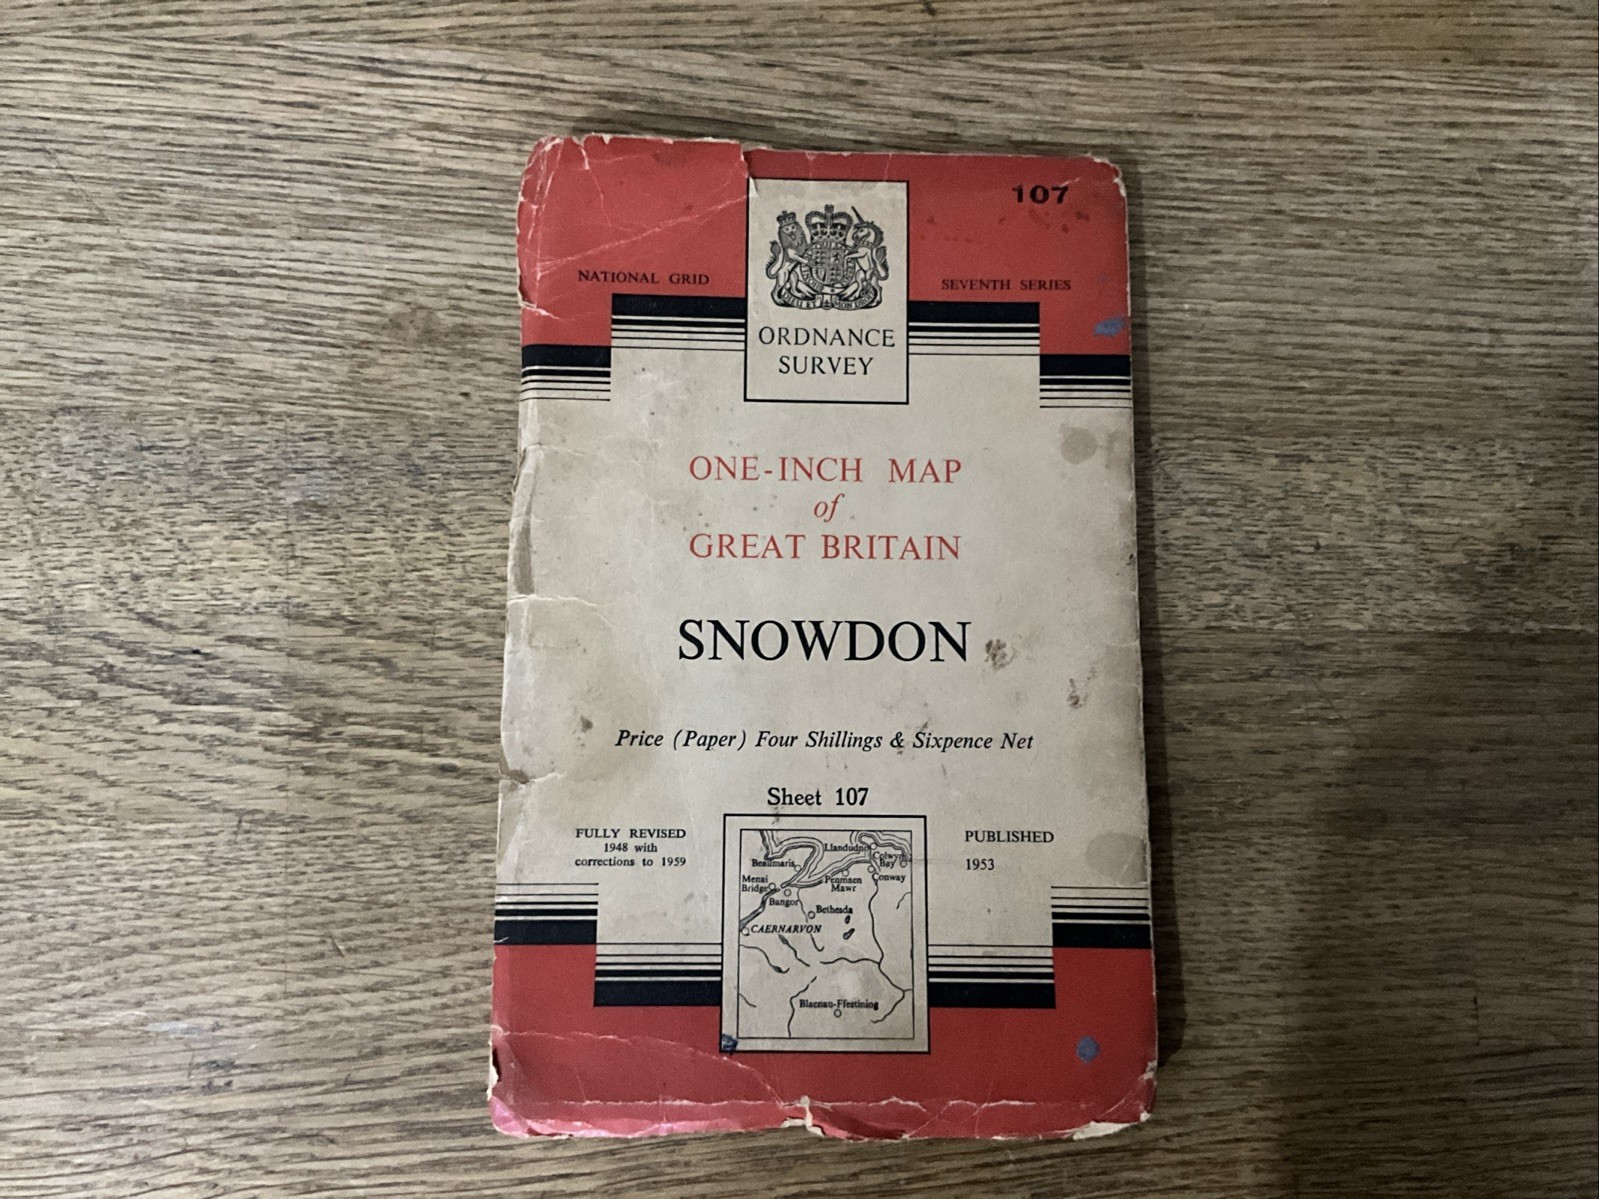 107
NATIONAL GRID
SEVENTH SERIES
ORDNANCE
SURVEY
ONE-INCH MAP
of
GREAT BRITAIN
SNOWDON
Price (Paper) Four Shillings & Sixpence Net
Sheet 107
FULLY REVISED
1948 with
corrections to 1959
PUBLISHED
1953
Llandudno
Colwyn
Bay
Beaumaris
Conway
Menai
Bridge
Penmaen
Mawr
Bangor
Bethesda
CAERNARVON
Blaenau-Ffestiniog